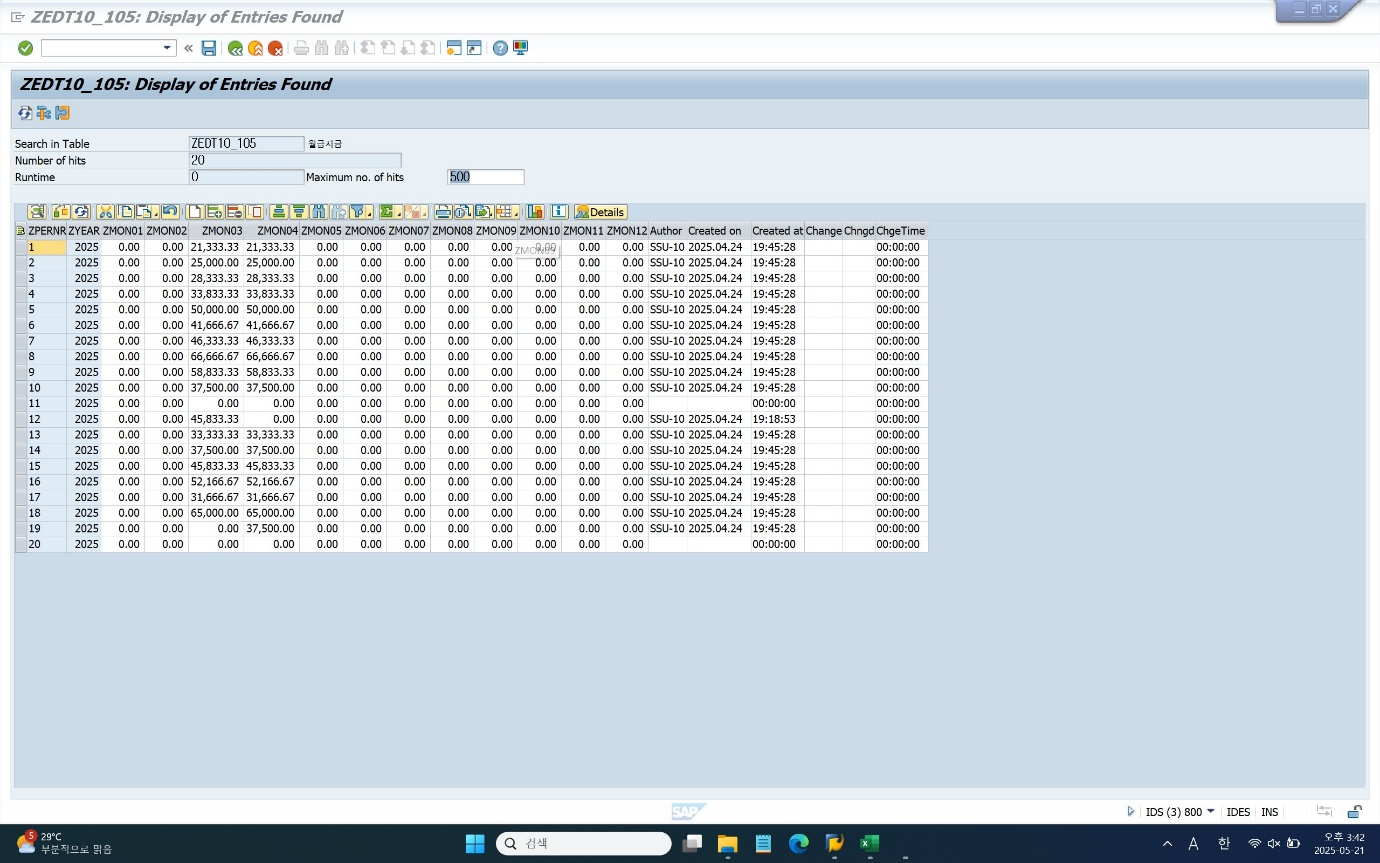 ZEDT10_105: Display of Entries Found
ZEDT10_105: Display of Entries Found
Search in Table ZEDT10_105 월급지급
Number of hits 20
Runtime 0 Maximum no. of hits 500
Details
ZPERNR ZYEAR ZMON01 ZMON02 ZMON03 ZMON04 ZMON05 ZMON06 ZMON07 ZMON08 ZMON09 ZMON10 ZMON11 ZMON12 Author Created on Created at Change Chngd ChgeTime
1 2025 0.00 0.00 21,333.33 21,333.33 0.00 0.00 0.00 0.00 0.00 0.00 0.00 0.00 SSU-10 2025.04.24 19:45:28 00:00:00
ZMON09
2 2025 0.00 0.00 25,000.00 25,000.00 0.00 0.00 0.00 0.00 0.00 0.00 0.00 0.00 SSU-10 2025.04.24 19:45:28 00:00:00
3 2025 0.00 0.00 28,333.33 28,333.33 0.00 0.00 0.00 0.00 0.00 0.00 0.00 0.00 SSU-10 2025.04.24 19:45:28 00:00:00
4 2025 0.00 0.00 33,833.33 33,833.33 0.00 0.00 0.00 0.00 0.00 0.00 0.00 0.00 SSU-10 2025.04.24 19:45:28 00:00:00
5 2025 0.00 0.00 50,000.00 50,000.00 0.00 0.00 0.00 0.00 0.00 0.00 0.00 0.00 SSU-10 2025.04.24 19:45:28 00:00:00
6 2025 0.00 0.00 41,666.67 41,666.67 0.00 0.00 0.00 0.00 0.00 0.00 0.00 0.00 SSU-10 2025.04.24 19:45:28 00:00:00
7 2025 0.00 0.00 46,333.33 46,333.33 0.00 0.00 0.00 0.00 0.00 0.00 0.00 0.00 SSU-10 2025.04.24 19:45:28 00:00:00
8 2025 0.00 0.00 66,666.67 66,666.67 0.00 0.00 0.00 0.00 0.00 0.00 0.00 0.00 SSU-10 2025.04.24 19:45:28 00:00:00
9 2025 0.00 0.00 58,833.33 58,833.33 0.00 0.00 0.00 0.00 0.00 0.00 0.00 0.00 SSU-10 2025.04.24 19:45:28 00:00:00
10 2025 0.00 0.00 37,500.00 37,500.00 0.00 0.00 0.00 0.00 0.00 0.00 0.00 0.00 SSU-10 2025.04.24 19:45:28 00:00:00
11 2025 0.00 0.00 0.00 0.00 0.00 0.00 0.00 0.00 0.00 0.00 0.00 0.00 00:00:00 00:00:00
12 2025 0.00 0.00 45,833.33 0.00 0.00 0.00 0.00 0.00 0.00 0.00 0.00 0.00 SSU-10 2025.04.24 19:18:53 00:00:00
13 2025 0.00 0.00 33,333.33 33,333.33 0.00 0.00 0.00 0.00 0.00 0.00 0.00 0.00 SSU-10 2025.04.24 19:45:28 00:00:00
14 2025 0.00 0.00 37,500.00 37,500.00 0.00 0.00 0.00 0.00 0.00 0.00 0.00 0.00 SSU-10 2025.04.24 19:45:28 00:00:00
15 2025 0.00 0.00 45,833.33 45,833.33 0.00 0.00 0.00 0.00 0.00 0.00 0.00 0.00 SSU-10 2025.04.24 19:45:28 00:00:00
16 2025 0.00 0.00 52,166.67 52,166.67 0.00 0.00 0.00 0.00 0.00 0.00 0.00 0.00 SSU-10 2025.04.24 19:45:28 00:00:00
17 2025 0.00 0.00 31,666.67 31,666.67 0.00 0.00 0.00 0.00 0.00 0.00 0.00 0.00 SSU-10 2025.04.24 19:45:28 00:00:00
18 2025 0.00 0.00 65,000.00 65,000.00 0.00 0.00 0.00 0.00 0.00 0.00 0.00 0.00 SSU-10 2025.04.24 19:45:28 00:00:00
19 2025 0.00 0.00 0.00 37,500.00 0.00 0.00 0.00 0.00 0.00 0.00 0.00 0.00 SSU-10 2025.04.24 19:45:28 00:00:00
20 2025 0.00 0.00 0.00 0.00 0.00 0.00 0.00 0.00 0.00 0.00 0.00 0.00 00:00:00 00:00:00
SAP IDS (3) 800 IDES INS
5 29°C 부분적으로 맑음
검색
A 한
오후 3:42
2025-05-21